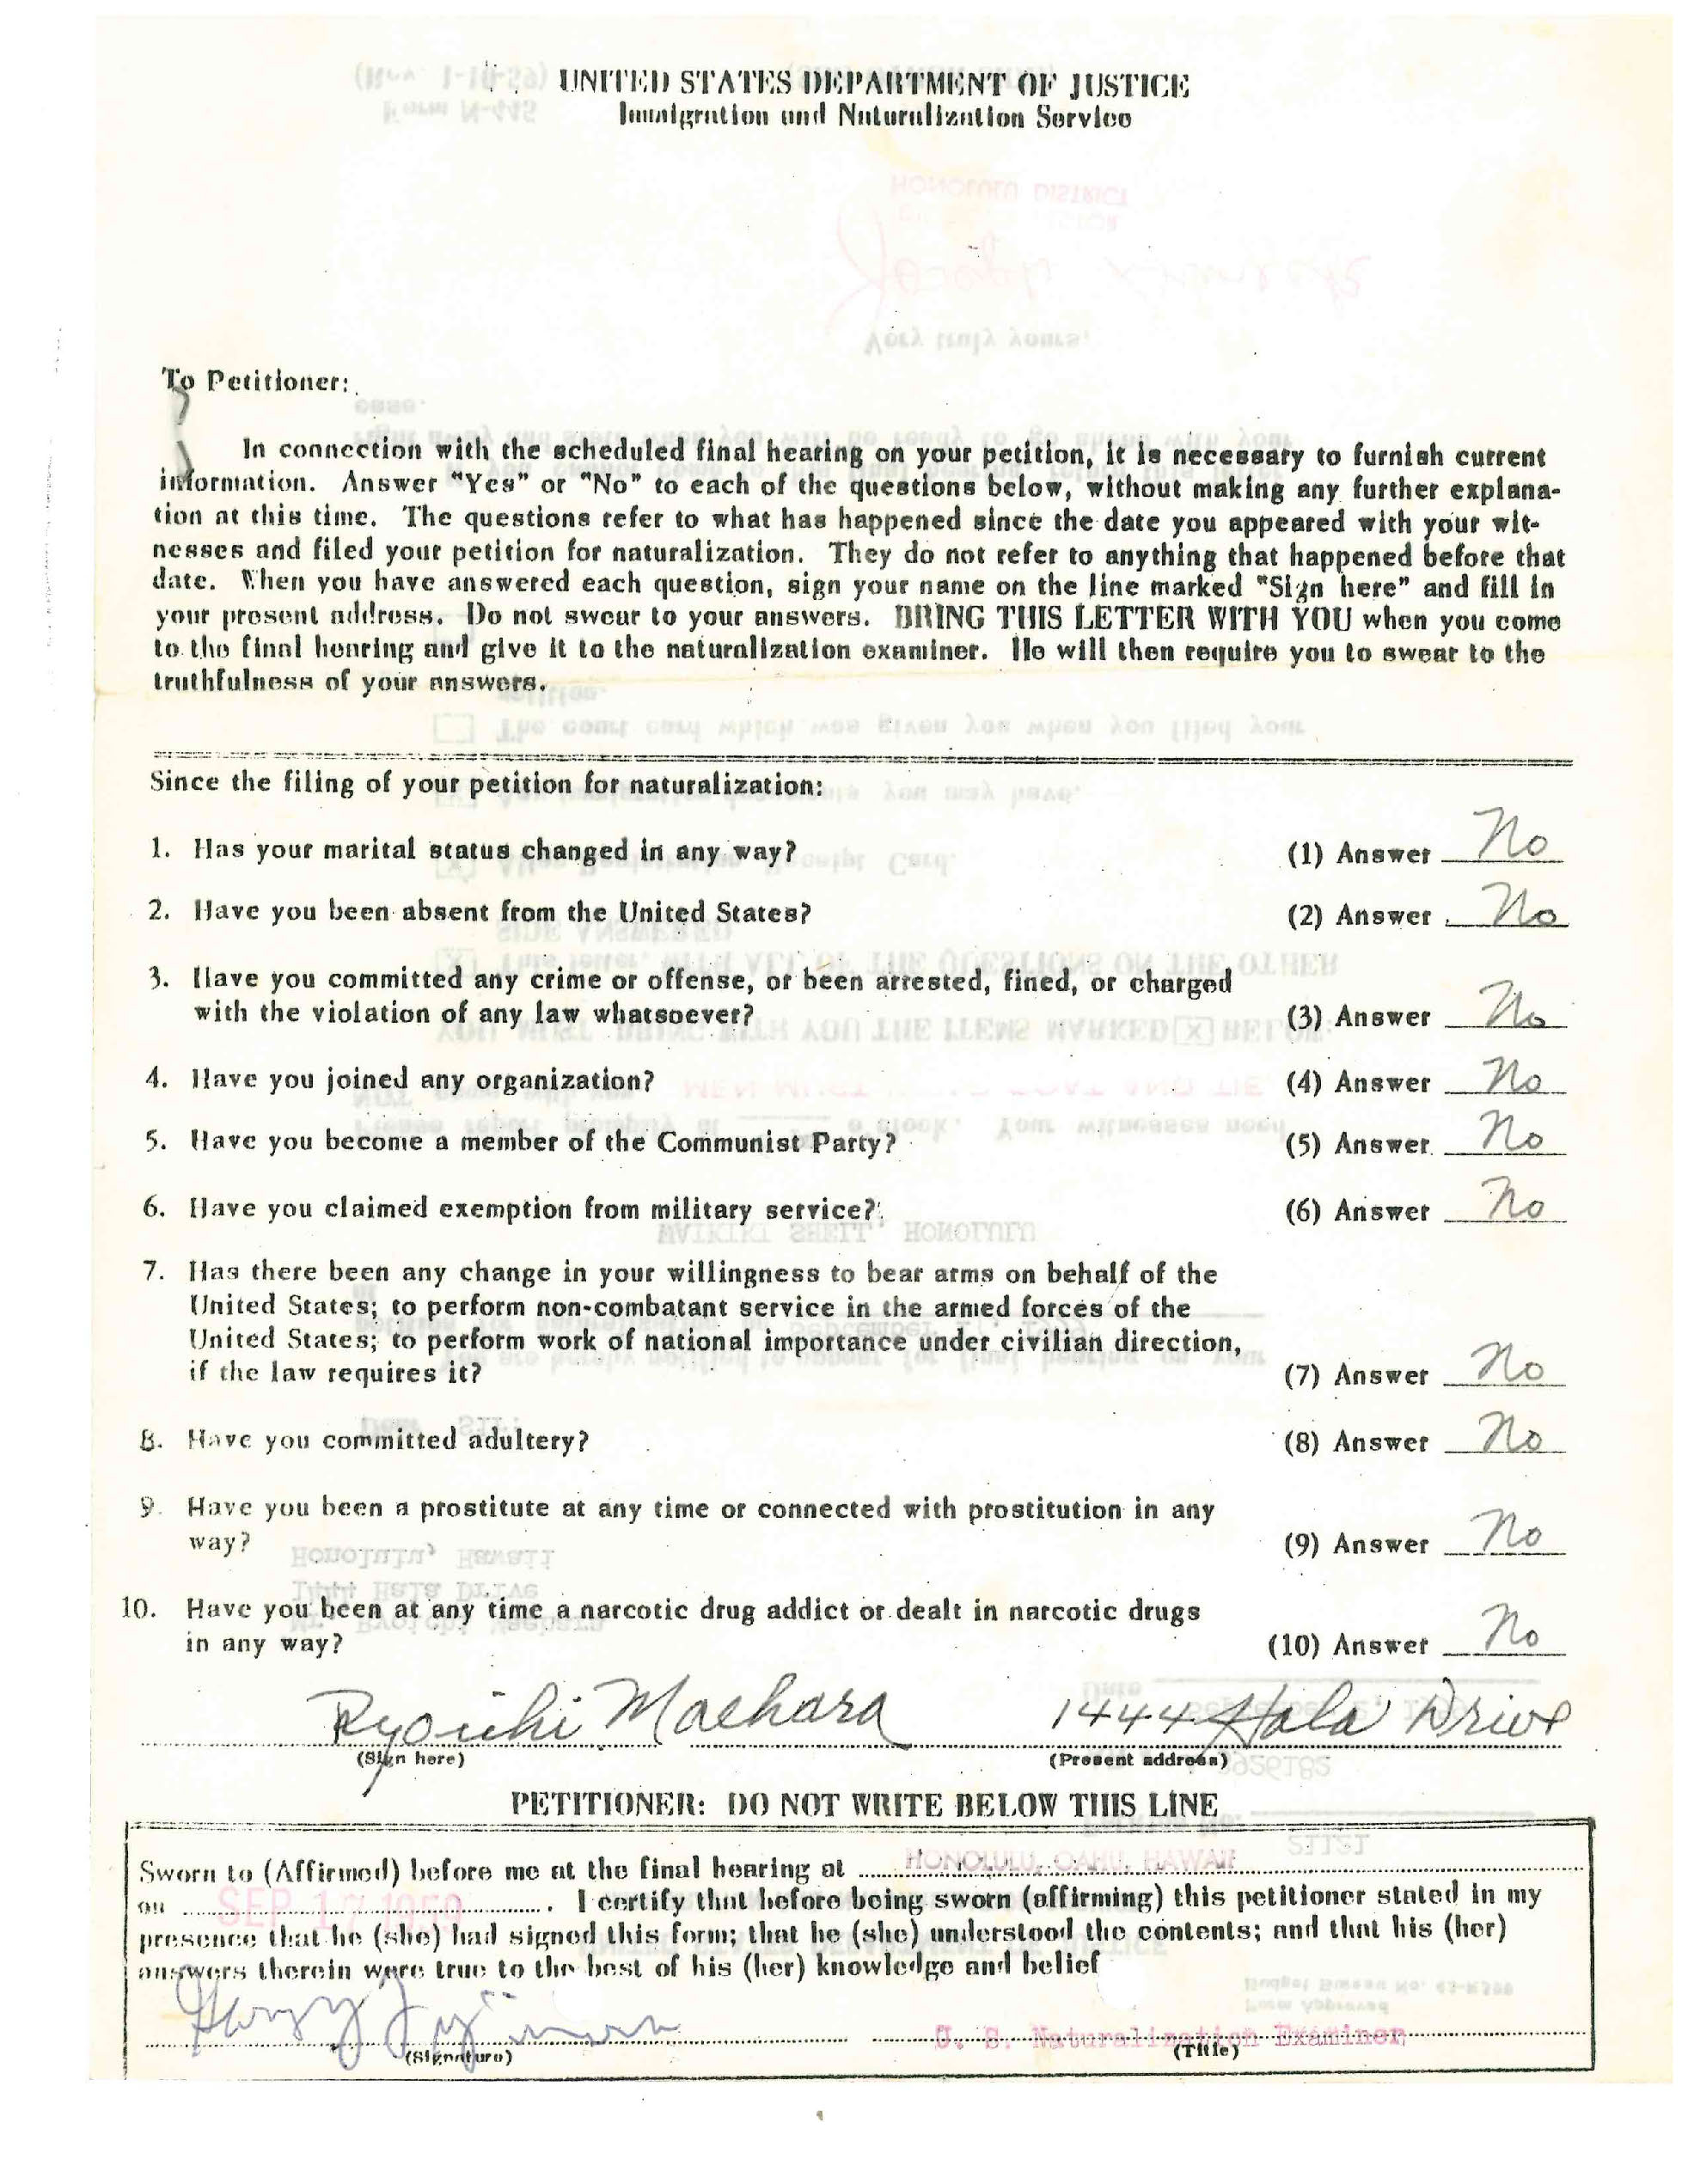 UNITED STATES DEPARTMENT OF JUSTICE
Immigration and Naturalization Service
To Petitioner:
In connection with the scheduled final hearing on your petition, it is necessary to furnish current
information. Answer "Yes" or "No" to each of the questions below, without making any further explana-
tion at this time. The questions refer to what has happened since the date you appeared with your wit-
nesses and filed your petition for naturalization. They do not refer to anything that happened before that
date. When you have answered each question, sign your name on the line marked "Sign here" and fill in
your present address. Do not swear to your answers. BRING THIS LETTER WITH YOU when you come
to the final hearing and give it to the naturalization examiner. He will then require you to swear to the
truthfulness of your answers.
Since the filing of your petition for naturalization:
1. Has your marital status changed in any way? (1) Answer No
2. Have you been absent from the United States? (2) Answer No
3. Have you committed any crime or offense, or been arrested, fined, or charged
with the violation of any law whatsoever? (3) Answer No
4. Have you joined any organization? (4) Answer No
5. Have you become a member of the Communist Party? (5) Answer No
6. Have you claimed exemption from military service? (6) Answer No
7. Has there been any change in your willingness to bear arms on behalf of the
United States; to perform non-combatant service in the armed forces of the
United States; to perform work of national importance under civilian direction,
if the law requires it? (7) Answer No
8. Have you committed adultery? (8) Answer No
9. Have you been a prostitute at any time or connected with prostitution in any
way? (9) Answer No
10. Have you been at any time a narcotic drug addict or dealt in narcotic drugs
in any way? (10) Answer No
Ryoichi Maehara 1444 Hala Drive
(Sign here) (Present address)
PETITIONER: DO NOT WRITE BELOW THIS LINE
Sworn to (Affirmed) before me at the final hearing at HONOLULU, OAHU, HAWAII
on SEP 17 1959. I certify that before being sworn (affirming) this petitioner stated in my
presence that he (she) had signed this form; that he (she) understood the contents; and that his (her)
answers therein were true to the best of his (her) knowledge and belief
U. S. Naturalization Examiner
(Signature) (Title)